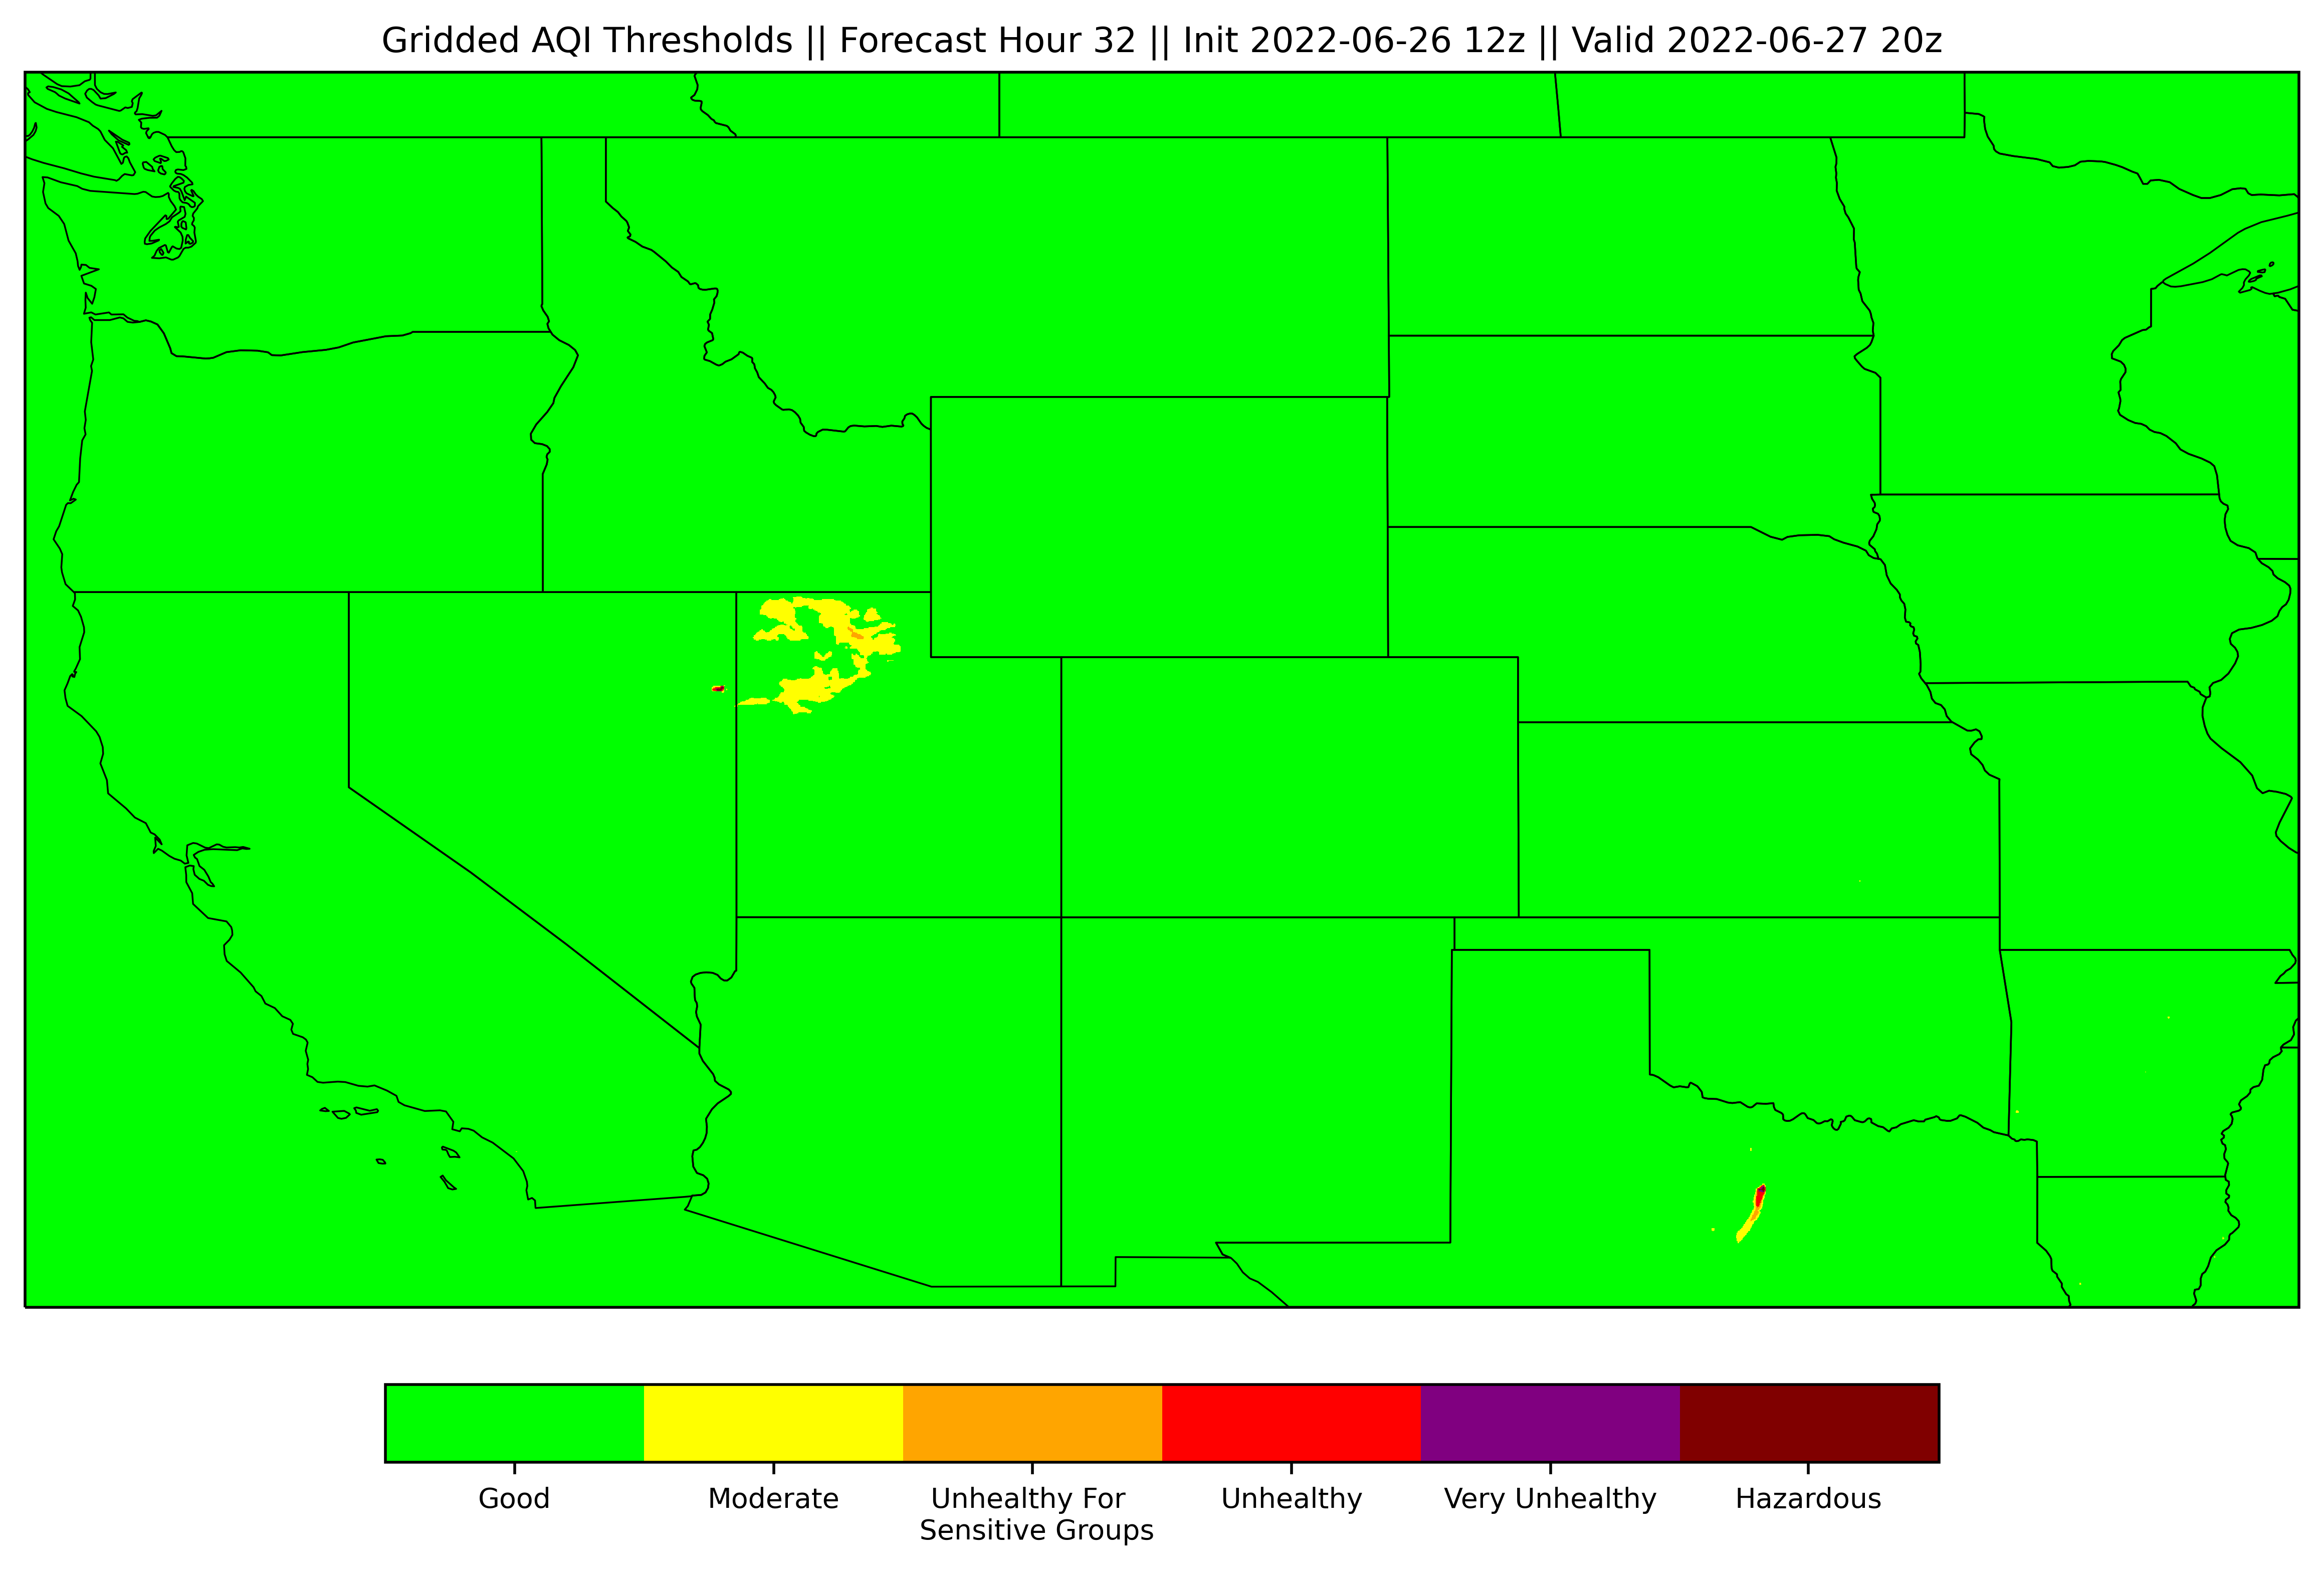 Gridded AQI Thresholds || Forecast Hour 32 || Init 2022-06-26 12z || Valid 2022-06-27 20z
Good Moderate Unhealthy For Unhealthy Very Unhealthy Hazardous
Sensitive Groups